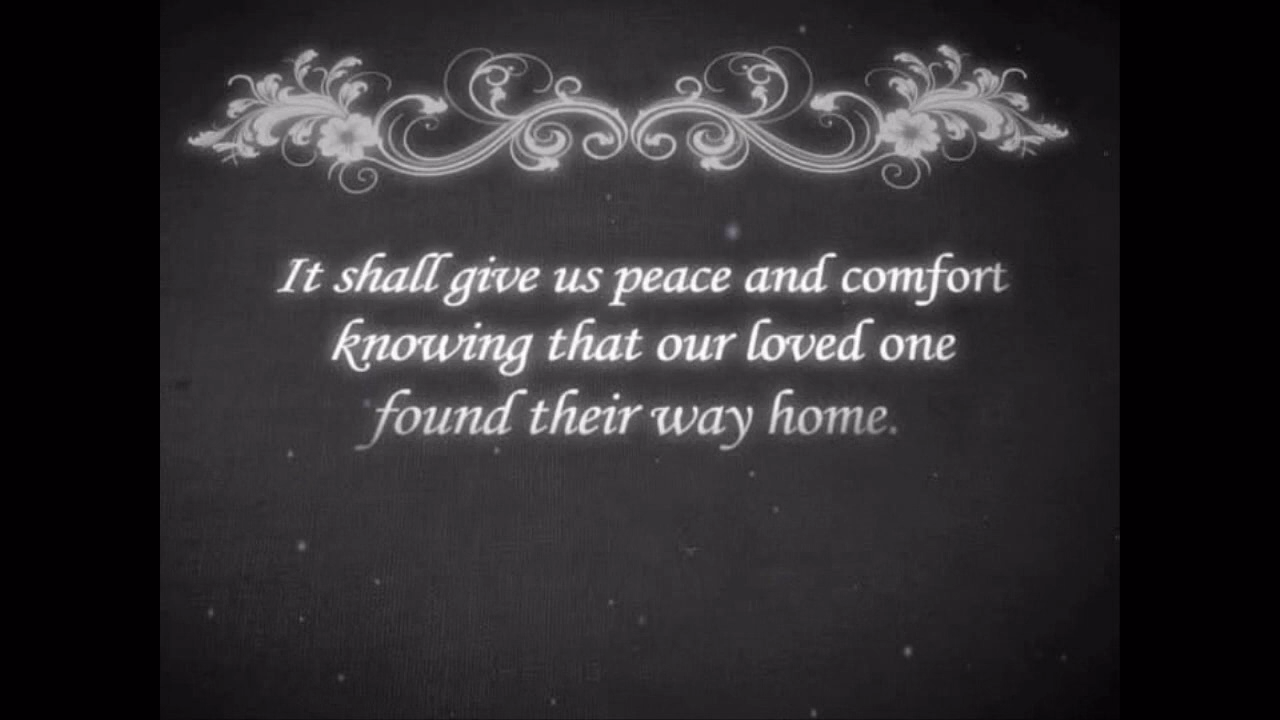 It shall give us peace and comfort
knowing that our loved one
found their way home.